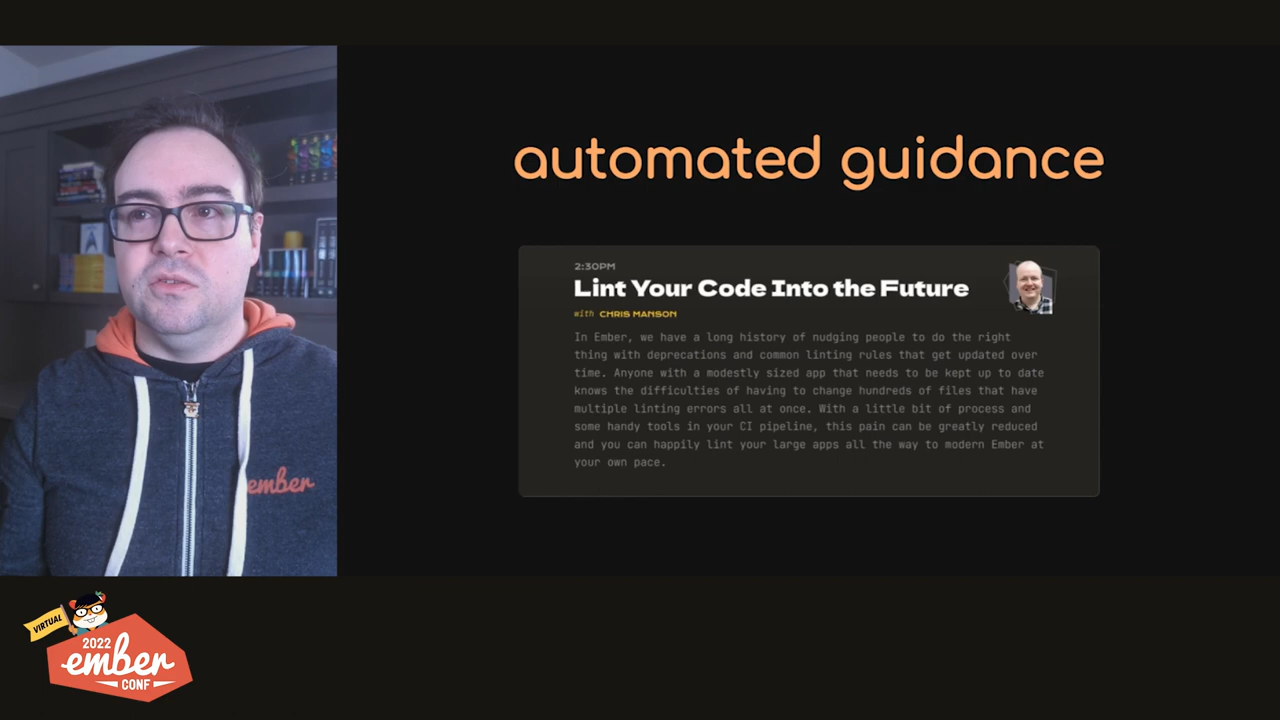 automated guidance
2:30PM
Lint Your Code Into the Future
with CHRIS MANSON
In Ember, we have a long history of nudging people to do the right
thing with deprecations and common linting rules that get updated over
time. Anyone with a modestly sized app that needs to be kept up to date
knows the difficulties of having to change hundreds of files that have
multiple linting errors all at once. With a little bit of process and
some handy tools in your CI pipeline, this pain can be greatly reduced
and you can happily lint your large apps all the way to modern Ember at
your own pace.
ember
VIRTUAL
2022
ember
CONF